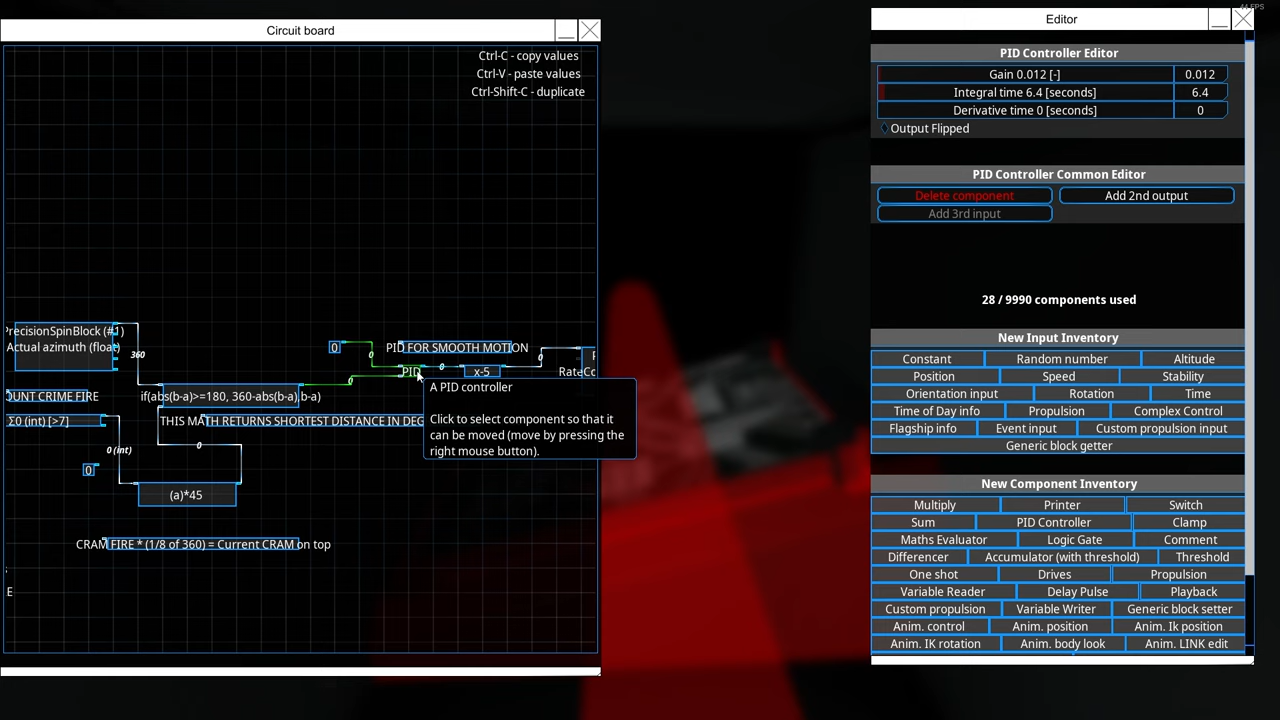 44 FPS
Circuit board
Ctrl-C - copy values
Ctrl-V - paste values
Ctrl-Shift-C - duplicate
PrecisionSpinBlock (#1)
Actual azimuth (float)
360
0
0
PID FOR SMOOTH MOTION
PID
0
x-5
0
RateCo
OUNT CRIME FIRE
0
if(abs(b-a)>=180, 360-abs(b-a),b-a)
Σ0 (int) [>7]
THIS MATH RETURNS SHORTEST DISTANCE IN DEG
0 (int)
0
0
(a)*45
CRAM FIRE * (1/8 of 360) = Current CRAM on top
E
A PID controller
Click to select component so that it
can be moved (move by pressing the
right mouse button).
Editor
PID Controller Editor
Gain 0.012 [-] 0.012
Integral time 6.4 [seconds] 6.4
Derivative time 0 [seconds] 0
Output Flipped
PID Controller Common Editor
Delete component Add 2nd output
Add 3rd input
28 / 9990 components used
New Input Inventory
Constant Random number Altitude
Position Speed Stability
Orientation input Rotation Time
Time of Day info Propulsion Complex Control
Flagship info Event input Custom propulsion input
Generic block getter
New Component Inventory
Multiply Printer Switch
Sum PID Controller Clamp
Maths Evaluator Logic Gate Comment
Differencer Accumulator (with threshold) Threshold
One shot Drives Propulsion
Variable Reader Delay Pulse Playback
Custom propulsion Variable Writer Generic block setter
Anim. control Anim. position Anim. Ik position
Anim. IK rotation Anim. body look Anim. LINK edit